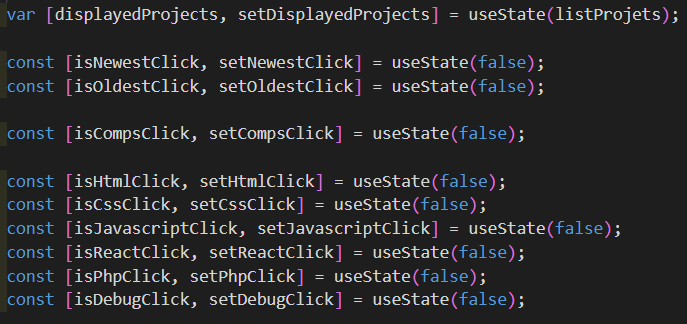 var [displayedProjects, setDisplayedProjets] = useState(listProjets);
const [isNewestClick, setNewestClick] = useState(false);
const [isOldestClick, setOldestClick] = useState(false);
const [isCompsClick, setCompsClick] = useState(false);
const [isHtmlClick, setHtmlClick] = useState(false);
const [isCssClick, setCssClick] = useState(false);
const [isJavascriptClick, setJavascriptClick] = useState(false);
const [isReactClick, setReactClick] = useState(false);
const [isPhpClick, setPhpClick] = useState(false);
const [isDebugClick, setDebugClick] = useState(false);